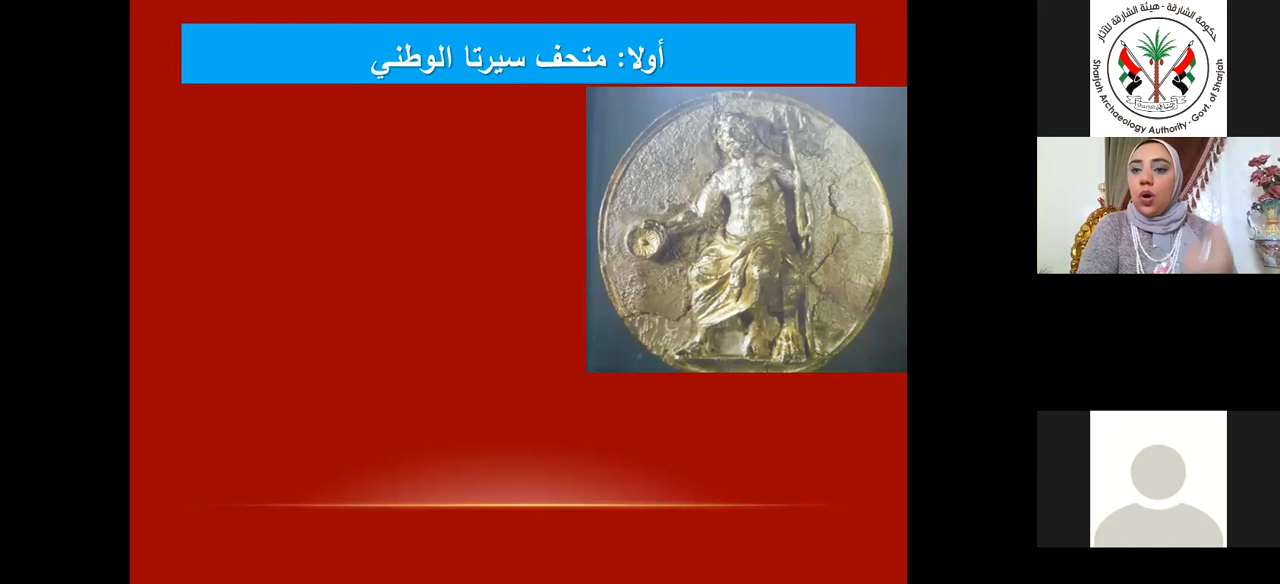 أولا: متحف سيرتا الوطني
حكومة الشارقة - هيئة الشارقة للآثار
Sharjah Archaeology Authority - Govt. of Sharjah